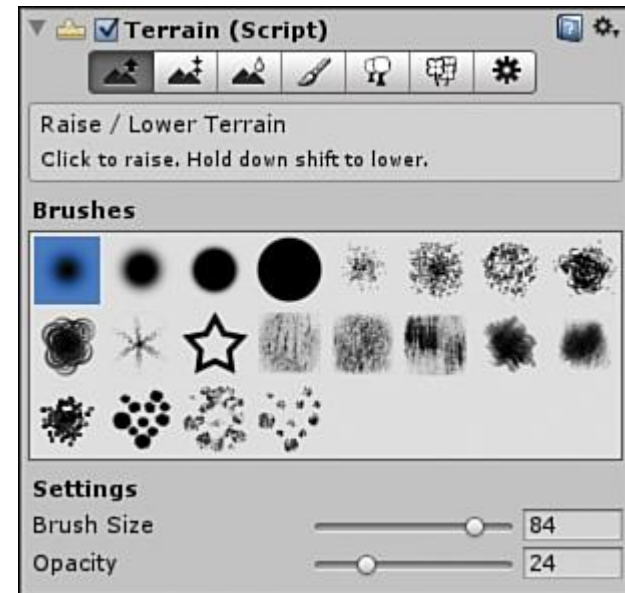 Terrain (Script)
Raise / Lower Terrain
Click to raise. Hold down shift to lower.
Brushes
Settings
Brush Size 84
Opacity 24